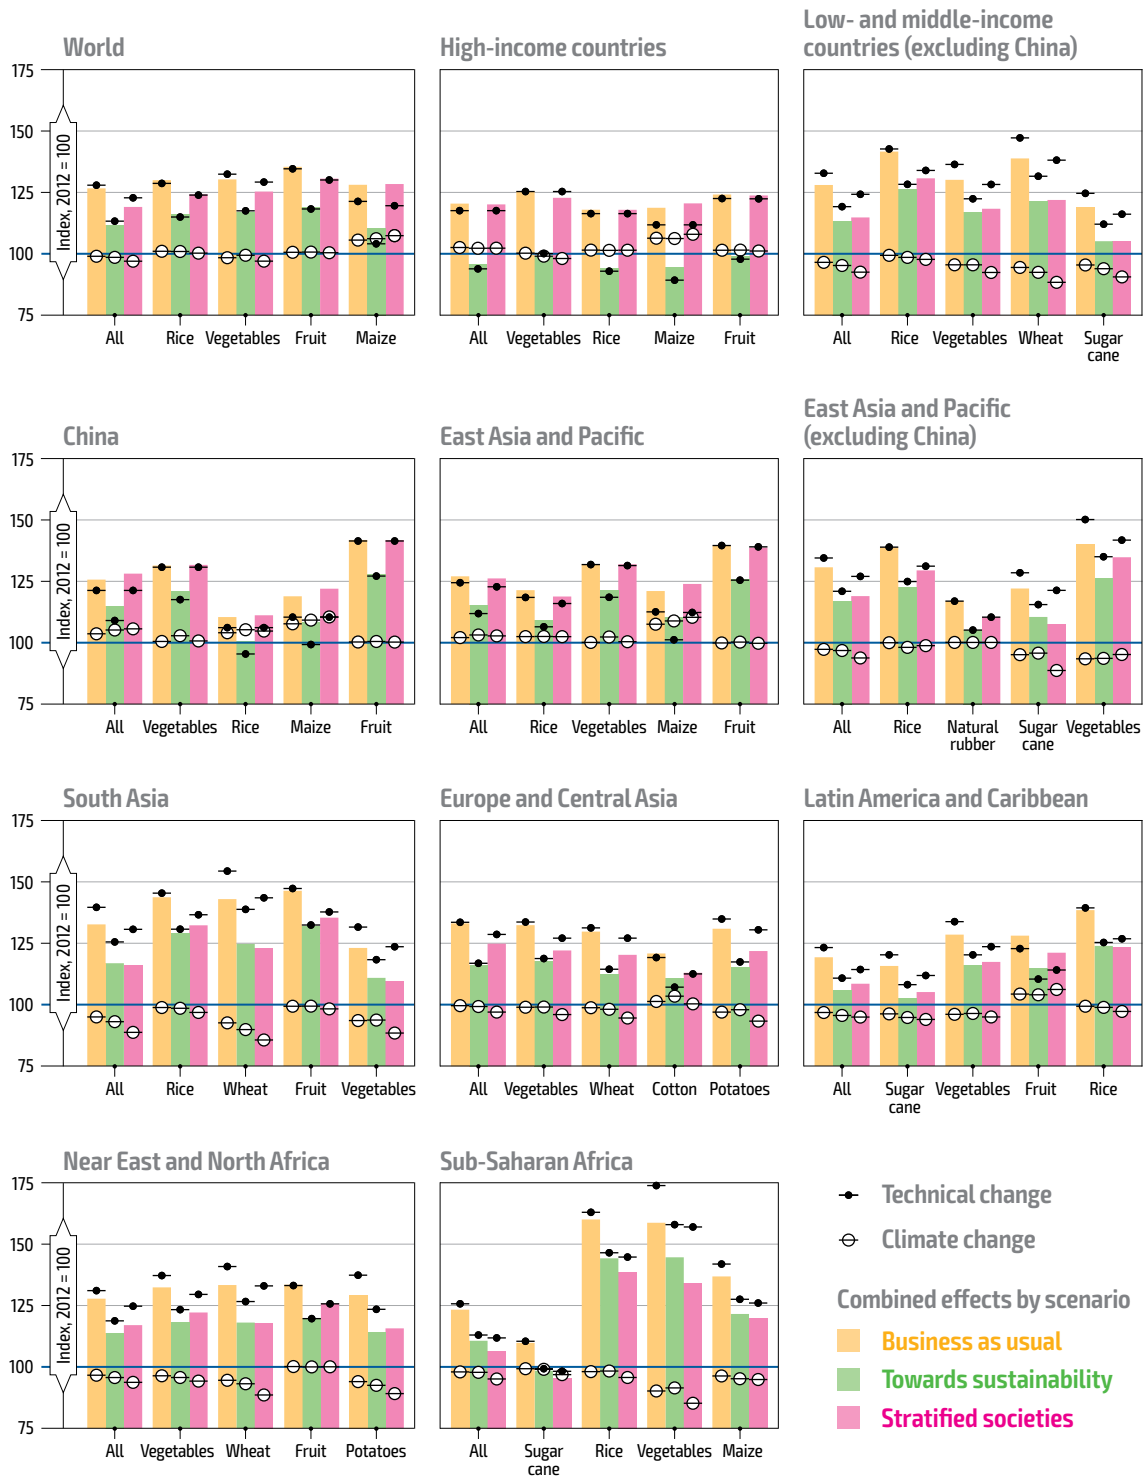 World
High-income countries
Low- and middle-income
countries (excluding China)
175
150
125
100
75
Index, 2012 = 100
All Rice Vegetables Fruit Maize
All Vegetables Rice Maize Fruit
All Rice Vegetables Wheat Sugar
cane
China
East Asia and Pacific
East Asia and Pacific
(excluding China)
175
150
125
100
75
Index, 2012 = 100
All Vegetables Rice Maize Fruit
All Rice Vegetables Maize Fruit
All Rice Natural
rubber Sugar
cane Vegetables
South Asia
Europe and Central Asia
Latin America and Caribbean
175
150
125
100
75
Index, 2012 = 100
All Rice Wheat Fruit Vegetables
All Vegetables Wheat Cotton Potatoes
All Sugar
cane Vegetables Fruit Rice
Near East and North Africa
Sub-Saharan Africa
175
150
125
100
75
Index, 2012 = 100
All Vegetables Wheat Fruit Potatoes
All Sugar
cane Rice Vegetables Maize
Technical change
Climate change
Combined effects by scenario
Business as usual
Towards sustainability
Stratified societies